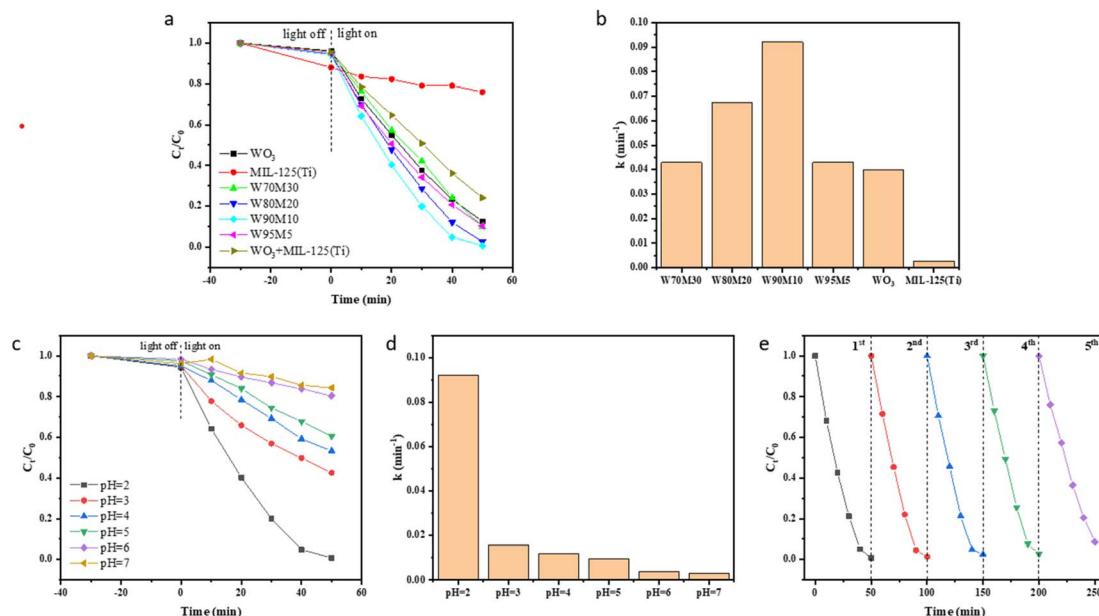 a
light off
light on
1.0
0.8
0.6
0.4
0.2
0.0
Cₜ/C₀
WO₃
MIL-125(Ti)
W70M30
W80M20
W90M10
W95M5
WO₃+MIL-125(Ti)
-40 -20 0 20 40 60
Time (min)
b
0.10
0.09
0.08
0.07
0.06
0.05
0.04
0.03
0.02
0.01
0.00
k (min⁻¹)
W70M30 W80M20 W90M10 W95M5 WO₃ MIL-125(Ti)
c
light off
light on
1.0
0.8
0.6
0.4
0.2
0.0
Cₜ/C₀
pH=2
pH=3
pH=4
pH=5
pH=6
pH=7
-40 -20 0 20 40 60
Time (min)
d
0.10
0.08
0.06
0.04
0.02
0.00
k (min⁻¹)
pH=2 pH=3 pH=4 pH=5 pH=6 pH=7
e
1ˢᵗ 2ⁿᵈ 3ʳᵈ 4ᵗʰ 5ᵗʰ
1.0
0.8
0.6
0.4
0.2
0.0
Cₜ/C₀
0 50 100 150 200 250
Time (min)